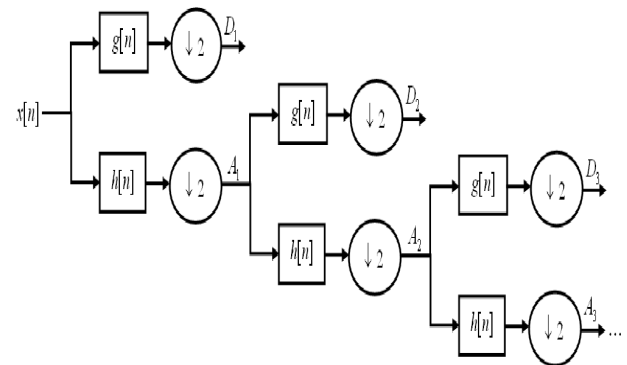 g[n] ↓2 D₁
x[n]
h[n] ↓2 A₁
g[n] ↓2 D₂
h[n] ↓2 A₂
g[n] ↓2 D₃
h[n] ↓2 A₃ ...